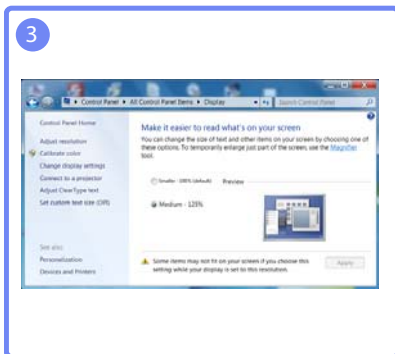 3
Control Panel ▸ All Control Panel Items ▸ Display
Search Control Panel
Control Panel Home
Make it easier to read what's on your screen
Adjust resolution
You can change the size of text and other items on your screen by choosing one of
Calibrate color
these options. To temporarily enlarge just part of the screen, use the Magnifier
Change display settings
tool.
Connect to a projector
Smaller - 100% (default)
Preview
Adjust ClearType text
Set custom text size (DPI)
Medium - 125%
See also
Personalization
Some items may not fit on your screen if you choose this
Apply
Devices and Printers
setting while your display is set to this resolution.